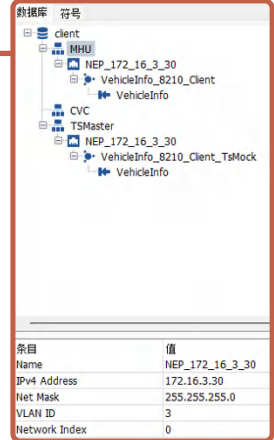 数据库 符号
client
MHU
NEP_172_16_3_30
VehicleInfo_8210_Client
VehicleInfo
CVC
TSMaster
NEP_172_16_3_30
VehicleInfo_8210_Client_TsMock
VehicleInfo
条目 值
Name NEP_172_16_3_30
IPv4 Address 172.16.3.30
Net Mask 255.255.255.0
VLAN ID 3
Network Index 0